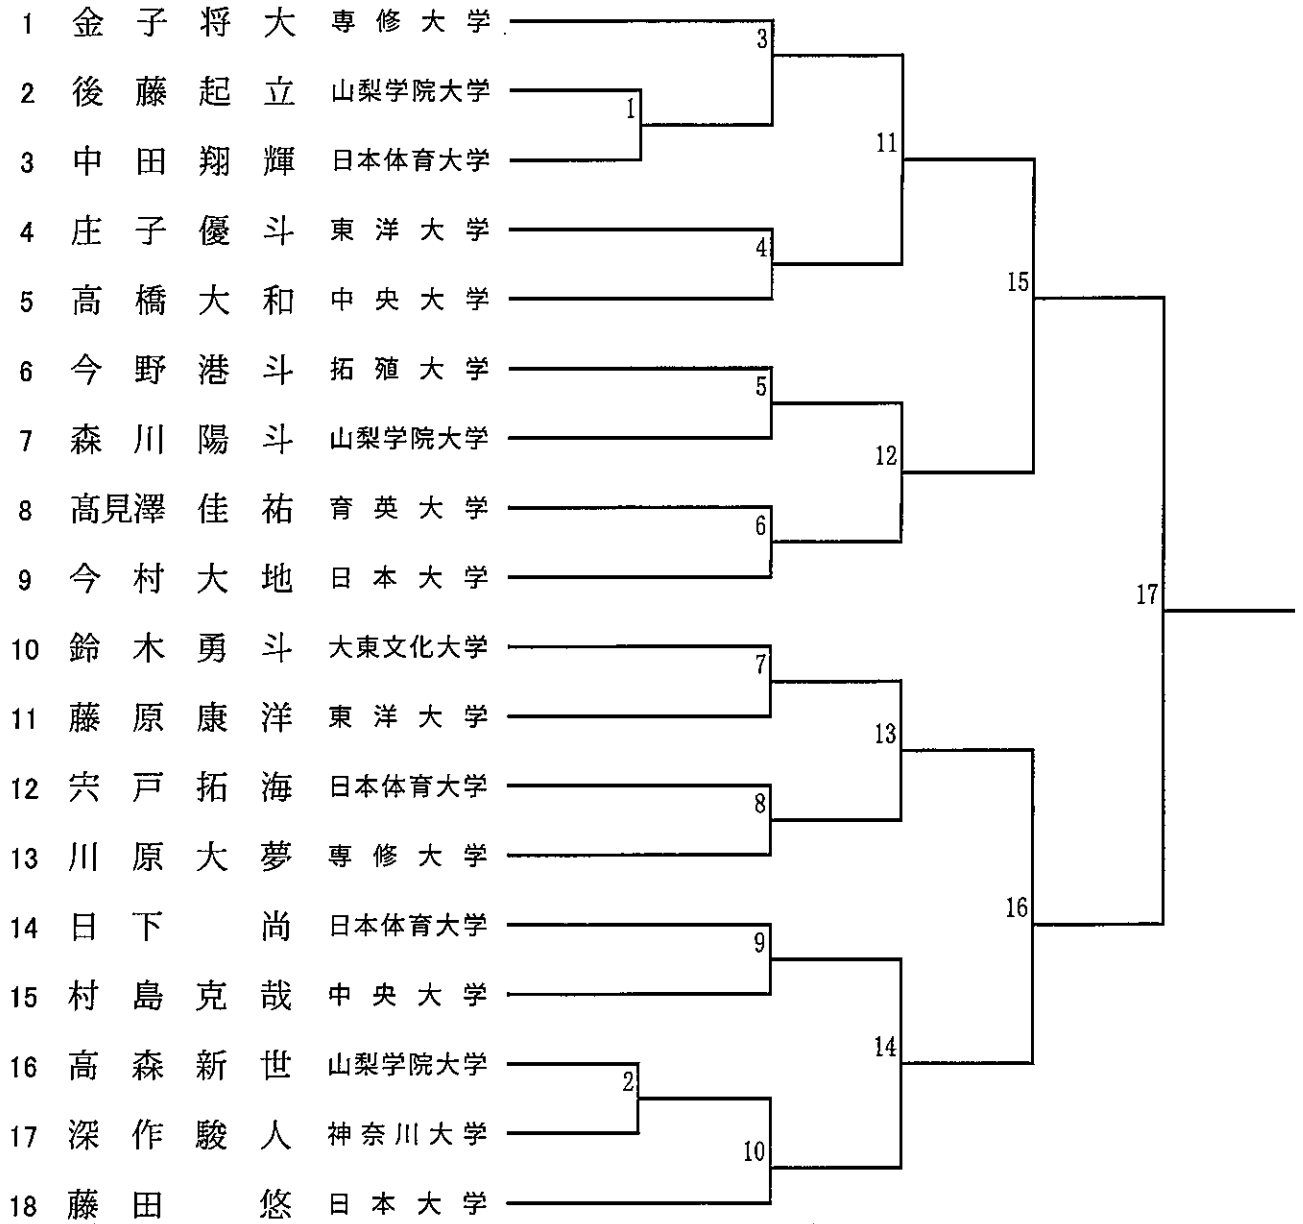 1 金子将大 専修大学
2 後藤起立 山梨学院大学
3 中田翔輝 日本体育大学
4 庄子優斗 東洋大学
5 高橋大和 中央大学
6 今野港斗 拓殖大学
7 森川陽斗 山梨学院大学
8 髙見澤佳祐 育英大学
9 今村大地 日本大学
10 鈴木勇斗 大東文化大学
11 藤原康洋 東洋大学
12 宍戸拓海 日本体育大学
13 川原大夢 専修大学
14 日下尚 日本体育大学
15 村島克哉 中央大学
16 高森新世 山梨学院大学
17 深作駿人 神奈川大学
18 藤田悠 日本大学
1
2
3
4
5
6
7
8
9
10
11
12
13
14
15
16
17